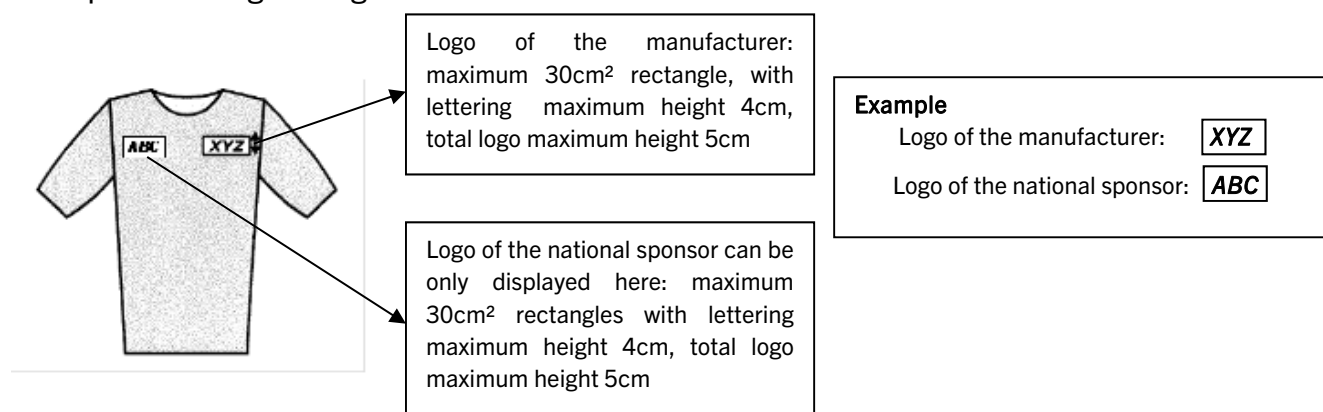 Logo of the manufacturer:
maximum 30cm² rectangle, with
lettering maximum height 4cm,
total logo maximum height 5cm
Example
Logo of the manufacturer: XYZ
Logo of the national sponsor: ABC
ABC
XYZ
Logo of the national sponsor can be
only displayed here: maximum
30cm² rectangles with lettering
maximum height 4cm, total logo
maximum height 5cm